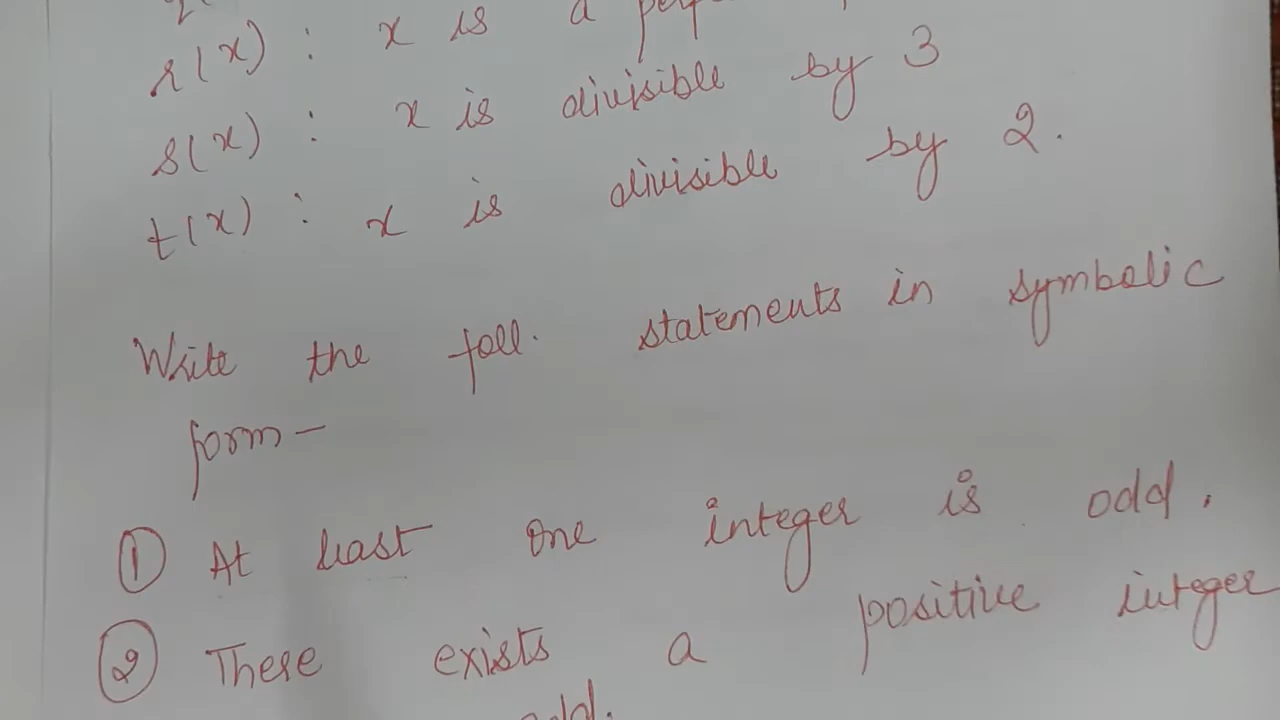 r(x) : x is a
s(x) : x is divisible by 3
t(x) : x is divisible by 2.
Write the foll. statements in symbolic
form-
① At least one integer is odd.
② There exists a positive integer
odd.